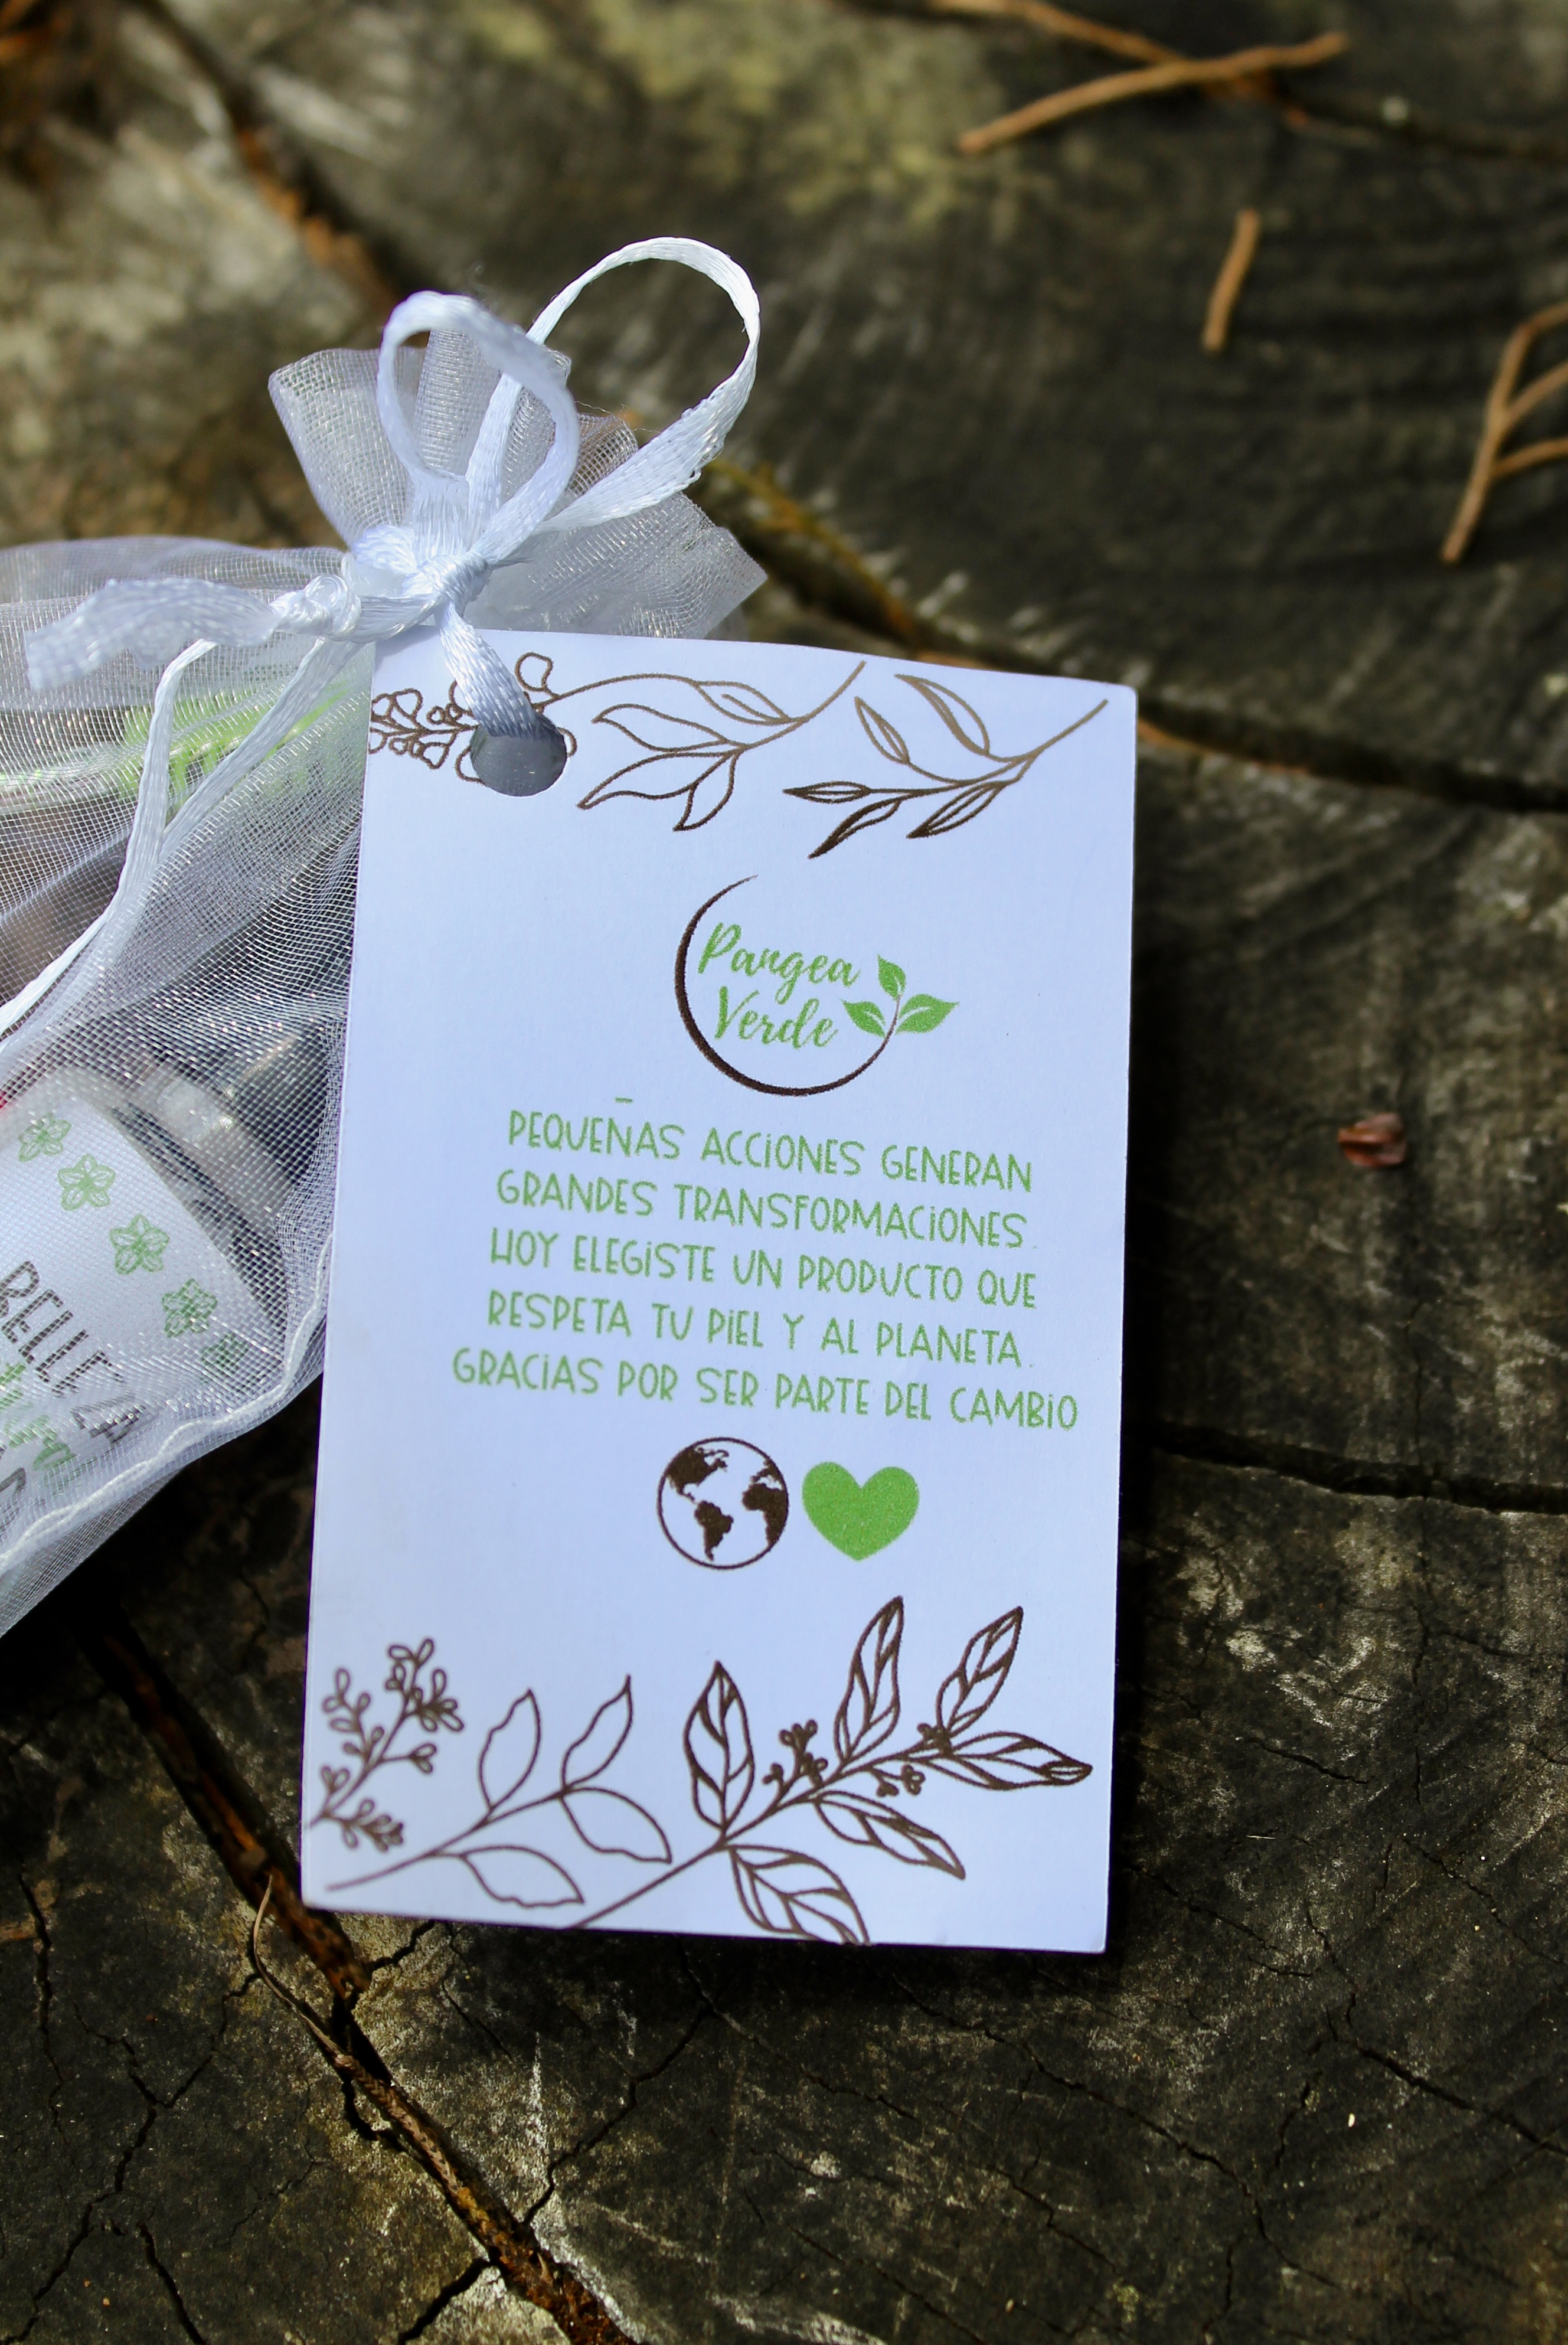 Pangea
Verde
PEQUEÑAS ACCIONES GENERAN
GRANDES TRANSFORMACIONES.
HOY ELEGISTE UN PRODUCTO QUE
RESPETA TU PIEL Y AL PLANETA.
GRACIAS POR SER PARTE DEL CAMBIO